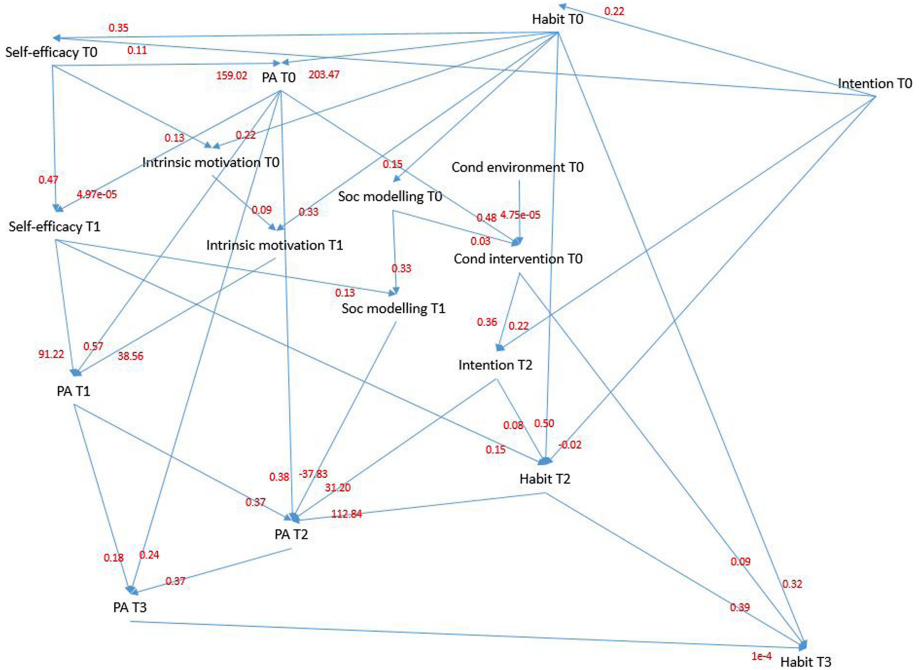 Habit T0
0.22
0.35
Self-efficacy T0
0.11
159.02
PA T0
203.47
Intention T0
0.13
0.22
Intrinsic motivation T0
0.15
Cond environment T0
0.47
4.97e-05
Soc modelling T0
0.09
0.33
0.48
4.75e-05
Self-efficacy T1
Intrinsic motivation T1
0.03
Cond intervention T0
0.33
0.13
Soc modelling T1
0.36
0.22
91.22
0.57
38.56
Intention T2
PA T1
0.08
0.50
-0.02
0.15
0.38
-37.83
Habit T2
31.20
0.37
112.84
PA T2
0.18
0.24
0.09
0.37
0.32
PA T3
0.39
1e-4
Habit T3